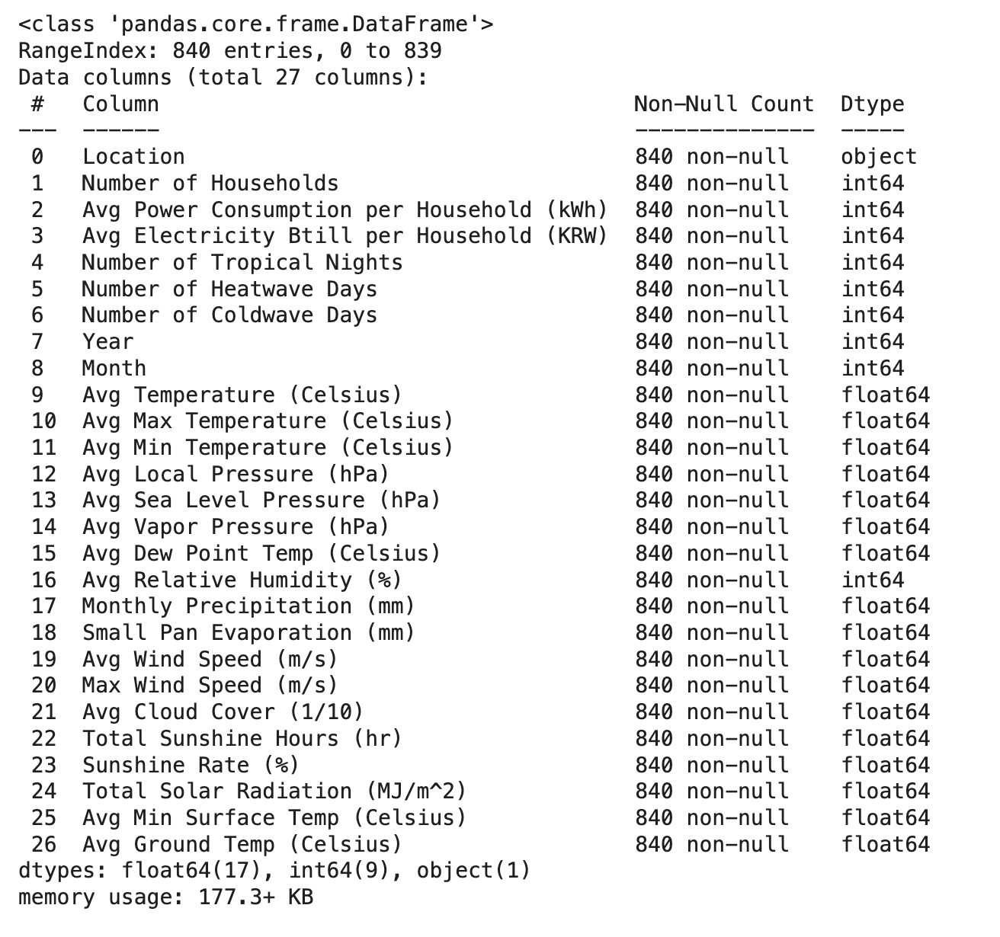 <class 'pandas.core.frame.DataFrame'>
RangeIndex: 840 entries, 0 to 839
Data columns (total 27 columns):
 #   Column                                    Non-Null Count  Dtype
---  ------                                    --------------  -----
 0   Location                                  840 non-null    object
 1   Number of Households                      840 non-null    int64
 2   Avg Power Consumption per Household (kWh)  840 non-null    int64
 3   Avg Electricity Btill per Household (KRW)  840 non-null    int64
 4   Number of Tropical Nights                 840 non-null    int64
 5   Number of Heatwave Days                   840 non-null    int64
 6   Number of Coldwave Days                   840 non-null    int64
 7   Year                                      840 non-null    int64
 8   Month                                     840 non-null    int64
 9   Avg Temperature (Celsius)                 840 non-null    float64
 10  Avg Max Temperature (Celsius)             840 non-null    float64
 11  Avg Min Temperature (Celsius)             840 non-null    float64
 12  Avg Local Pressure (hPa)                  840 non-null    float64
 13  Avg Sea Level Pressure (hPa)              840 non-null    float64
 14  Avg Vapor Pressure (hPa)                  840 non-null    float64
 15  Avg Dew Point Temp (Celsius)              840 non-null    float64
 16  Avg Relative Humidity (%)                 840 non-null    int64
 17  Monthly Precipitation (mm)                840 non-null    float64
 18  Small Pan Evaporation (mm)                840 non-null    float64
 19  Avg Wind Speed (m/s)                      840 non-null    float64
 20  Max Wind Speed (m/s)                      840 non-null    float64
 21  Avg Cloud Cover (1/10)                    840 non-null    float64
 22  Total Sunshine Hours (hr)                 840 non-null    float64
 23  Sunshine Rate (%)                         840 non-null    float64
 24  Total Solar Radiation (MJ/m^2)            840 non-null    float64
 25  Avg Min Surface Temp (Celsius)            840 non-null    float64
 26  Avg Ground Temp (Celsius)                 840 non-null    float64
dtypes: float64(17), int64(9), object(1)
memory usage: 177.3+ KB